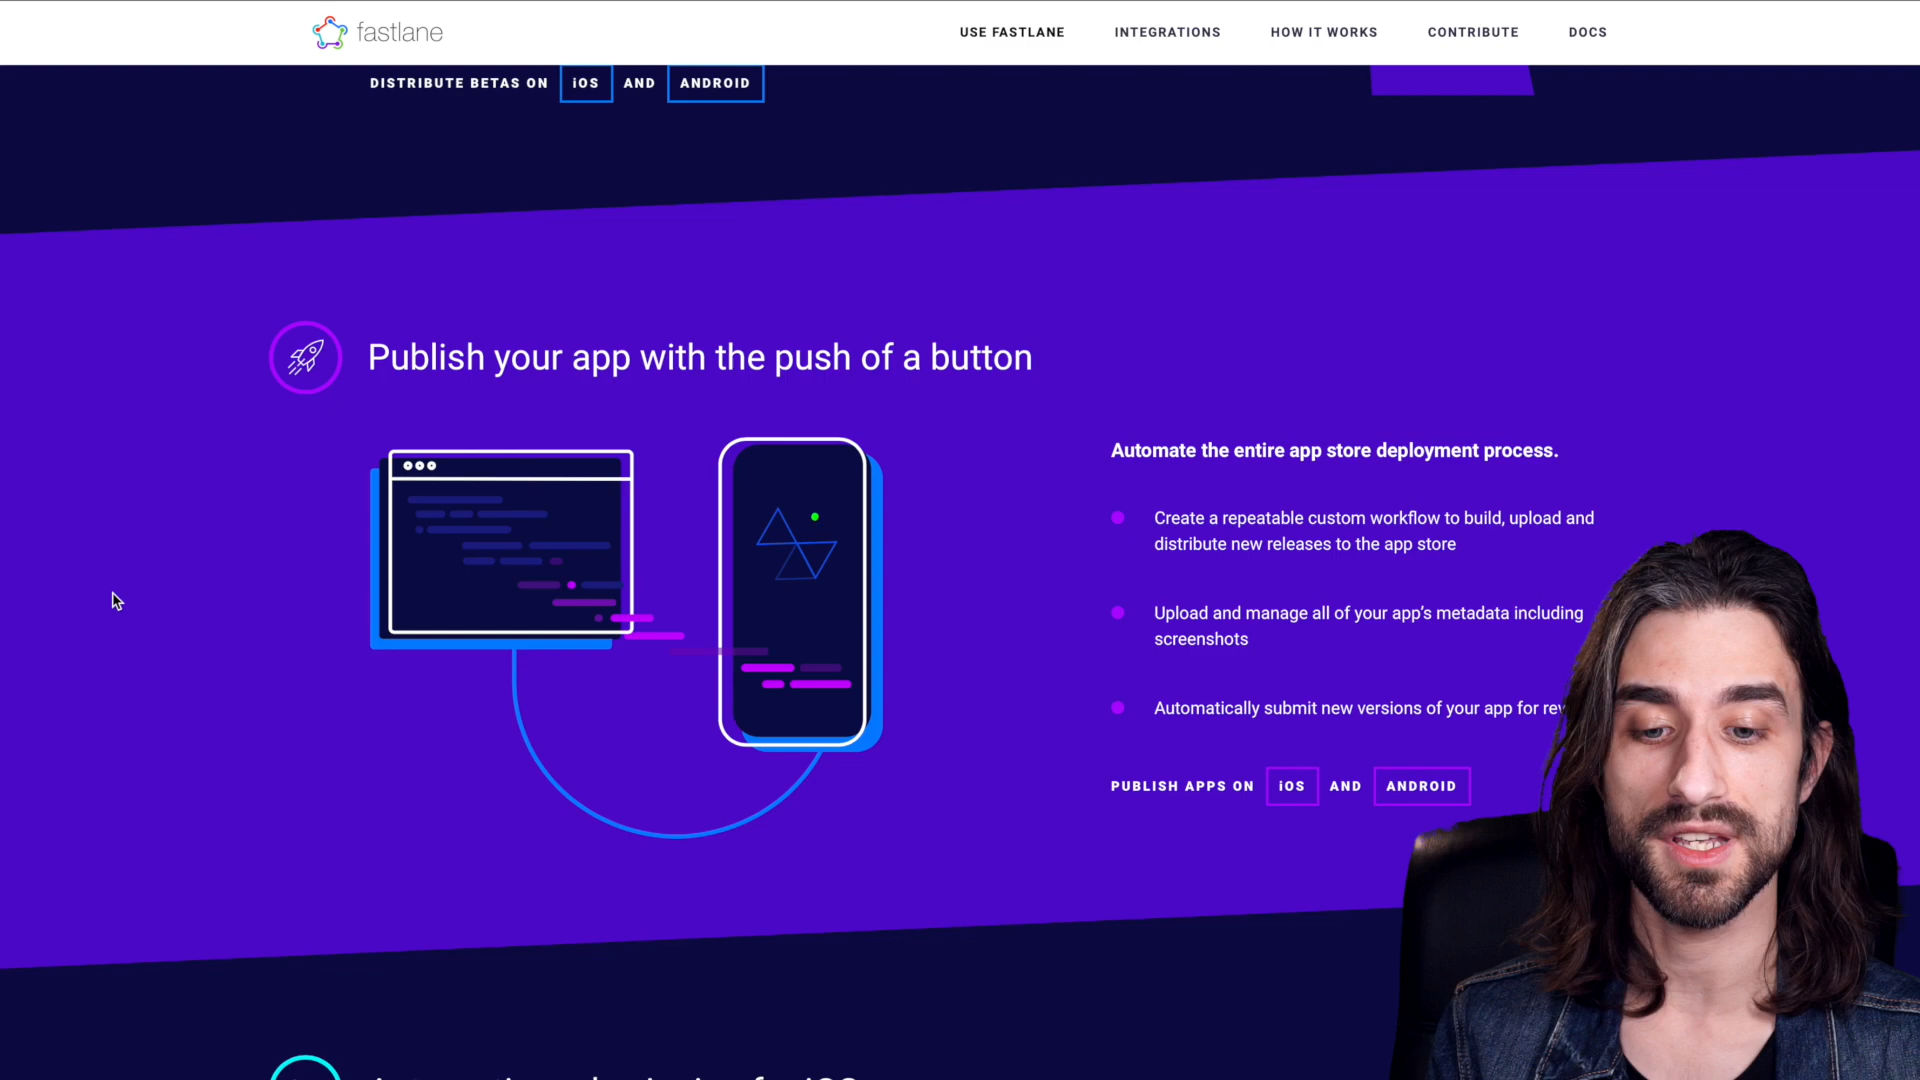 fastlane
USE FASTLANE
INTEGRATIONS
HOW IT WORKS
CONTRIBUTE
DOCS
DISTRIBUTE BETAS ON iOS AND ANDROID
Publish your app with the push of a button
Automate the entire app store deployment process.
Create a repeatable custom workflow to build, upload and
distribute new releases to the app store
Upload and manage all of your app’s metadata including
screenshots
Automatically submit new versions of your app for
PUBLISH APPS ON iOS AND ANDROID